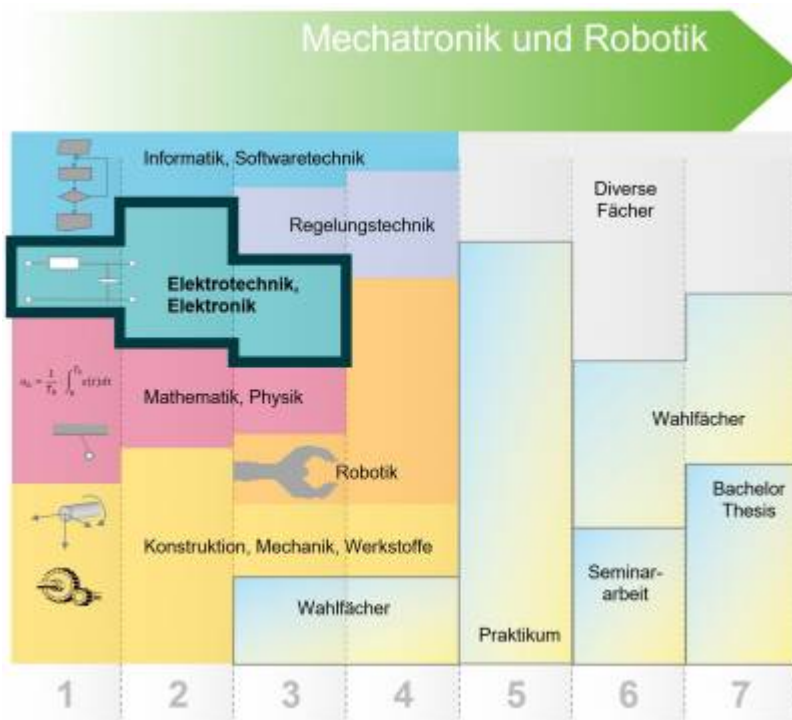 Mechatronik und Robotik
Informatik, Softwaretechnik
Diverse
Fächer
Regelungstechnik
Elektrotechnik,
Elektronik
Mathematik, Physik
Wahlfächer
Robotik
Bachelor
Thesis
Konstruktion, Mechanik, Werkstoffe
Seminar-
arbeit
Wahlfächer
Praktikum
1 2 3 4 5 6 7